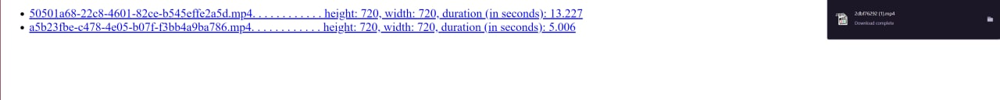 50501a68-22c8-4601-82ce-b545effe2a5d.mp4. . . . . . . . . . . . height: 720, width: 720, duration (in seconds): 13.227
a5b23fbe-c478-4e05-b07f-f3bb4a9ba786.mp4. . . . . . . . . . . . height: 720, width: 720, duration (in seconds): 5.006
2dbf76292 (1).mp4
Download complete